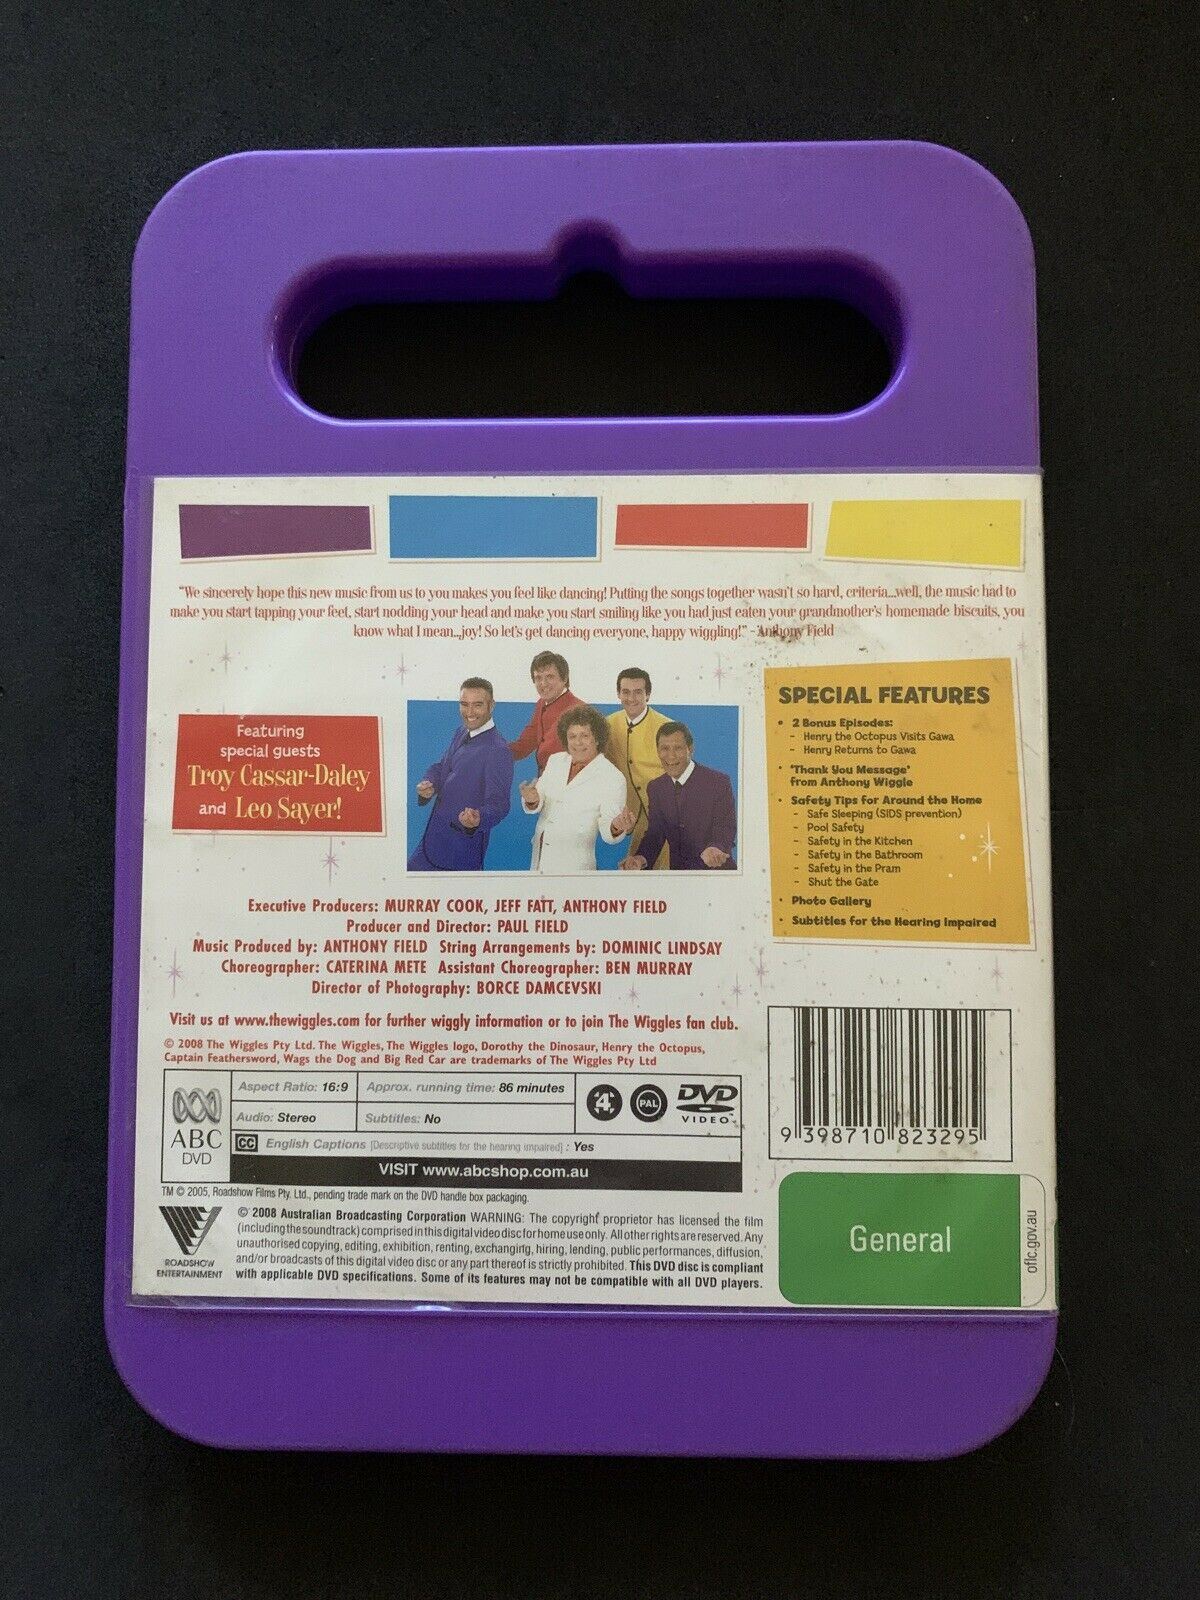 "We sincerely hope this new music from us to you makes you feel like dancing! Putting the songs together wasn't so hard, criteria...well, the music had to
make you start tapping your feet, start nodding your head and make you start smiling like you had just eaten your grandmother's homemade biscuits, you
know what I mean...joy! So let's get dancing everyone, happy wiggling!" - Anthony Field
Featuring
special guests
Troy Cassar-Daley
and Leo Sayer!
SPECIAL FEATURES
• 2 Bonus Episodes:
- Henry the Octopus Visits Gawa
- Henry Returns to Gawa
• 'Thank You Message'
from Anthony Wiggle
• Safety Tips for Around the Home
- Safe Sleeping (SIDS prevention)
- Pool Safety
- Safety in the Kitchen
- Safety in the Bathroom
- Safety in the Pram
- Shut the Gate
• Photo Gallery
• Subtitles for the Hearing Impaired
Executive Producers: MURRAY COOK, JEFF FATT, ANTHONY FIELD
Producer and Director: PAUL FIELD
Music Produced by: ANTHONY FIELD String Arrangements by: DOMINIC LINDSAY
Choreographer: CATERINA METE Assistant Choreographer: BEN MURRAY
Director of Photography: BORCE DAMCEVSKI
Visit us at www.thewiggles.com for further wiggly information or to join The Wiggles fan club.
© 2008 The Wiggles Pty Ltd. The Wiggles, The Wiggles logo, Dorothy the Dinosaur, Henry the Octopus,
Captain Feathersword, Wags the Dog and Big Red Car are trademarks of The Wiggles Pty Ltd
ABC
DVD
Aspect Ratio: 16:9
Approx. running time: 86 minutes
Audio: Stereo
Subtitles: No
4
PAL
DVD
VIDEO
CC English Captions [Descriptive subtitles for the hearing impaired] : Yes
VISIT www.abcshop.com.au
9 398710 823295
TM © 2005, Roadshow Films Pty. Ltd., pending trade mark on the DVD handle box packaging.
ROADSHOW
ENTERTAINMENT
© 2008 Australian Broadcasting Corporation WARNING: The copyright proprietor has licensed the film
(including the soundtrack) comprised in this digital video disc for home use only. All other rights are reserved. Any
unauthorised copying, editing, exhibition, renting, exchanging, hiring, lending, public performances, diffusion,
and/or broadcasts of this digital video disc or any part thereof is strictly prohibited. This DVD disc is compliant
with applicable DVD specifications. Some of its features may not be compatible with all DVD players.
General
oflc.gov.au